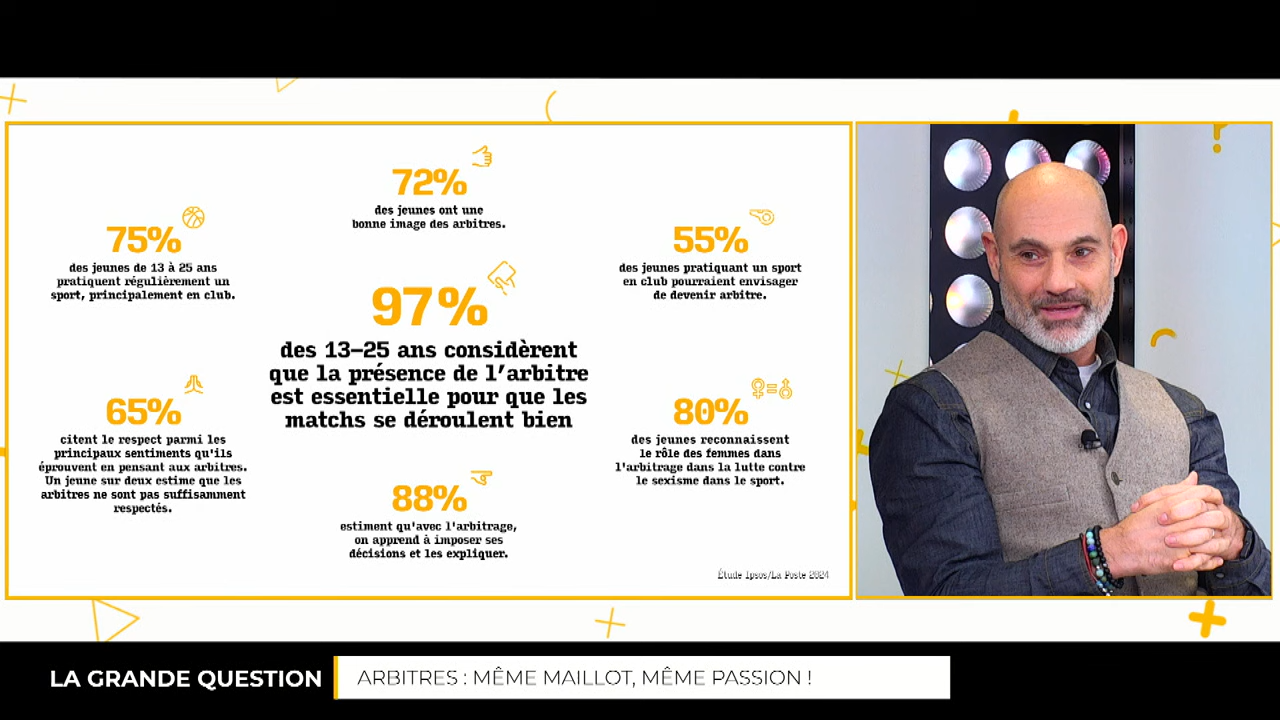 72%
des jeunes ont une
bonne image des arbitres.
75%
des jeunes de 13 à 25 ans
pratiquent régulièrement un
sport, principalement en club.
55%
des jeunes pratiquant un sport
en club pourraient envisager
de devenir arbitre.
97%
des 13–25 ans considèrent
que la présence de l'arbitre
est essentielle pour que les
matchs se déroulent bien
65%
citent le respect parmi les
principaux sentiments qu'ils
éprouvent en pensant aux arbitres.
Un jeune sur deux estime que les
arbitres ne sont pas suffisamment
respectés.
80%
des jeunes reconnaissent
le rôle des femmes dans
l'arbitrage dans la lutte contre
le sexisme dans le sport.
88%
estiment qu'avec l'arbitrage,
on apprend à imposer ses
décisions et les expliquer.
Étude Ipsos/La Poste 2024
LA GRANDE QUESTION
ARBITRES : MÊME MAILLOT, MÊME PASSION !